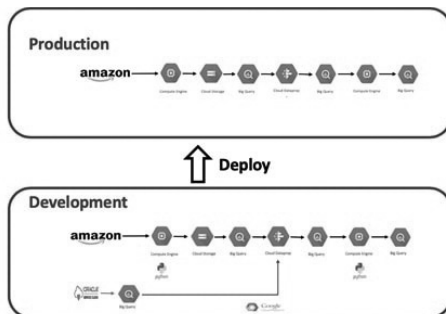 Production
amazon
Compute Engine
Cloud Storage
Big Query
Cloud Dataprep
Big Query
Compute Engine
Big Query
Deploy
Development
amazon
Compute Engine
Cloud Storage
Big Query
Cloud Dataprep
Big Query
Compute Engine
Big Query
python
python
ORACLE
Big Query
Google